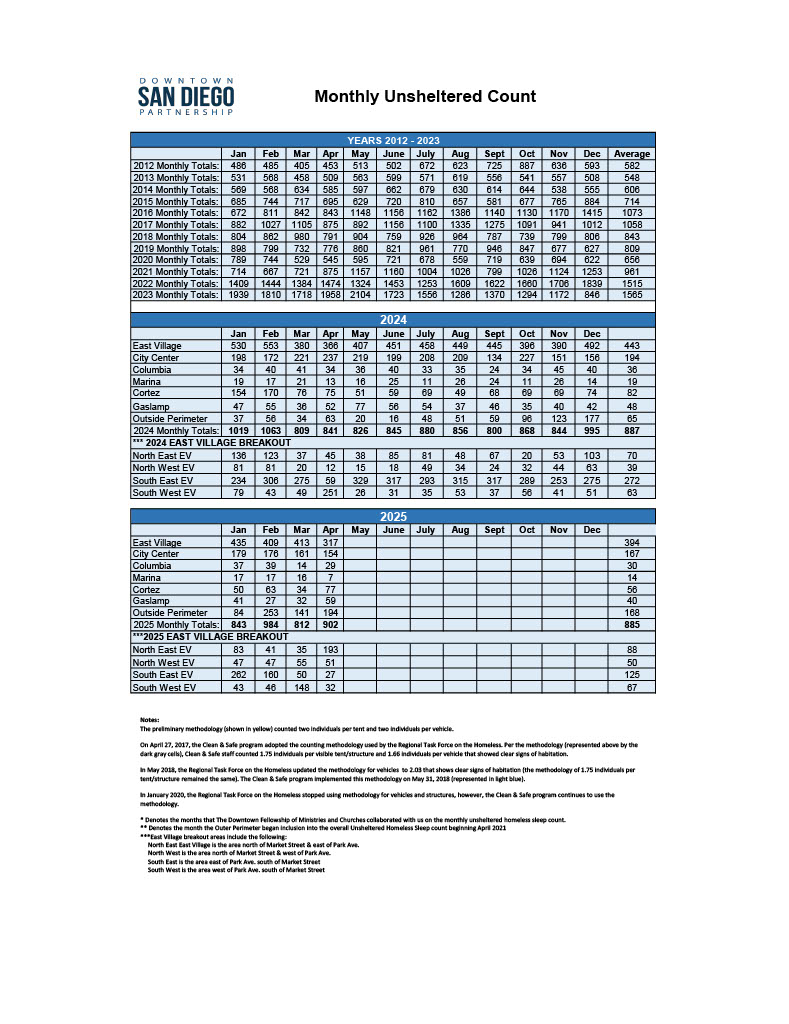 DOWNTOWN
SAN DIEGO
PARTNERSHIP
Monthly Unsheltered Count
YEARS 2012 - 2023
Jan Feb Mar Apr May June July Aug Sept Oct Nov Dec Average
2012 Monthly Totals: 486 485 405 453 513 502 672 623 725 887 636 593 582
2013 Monthly Totals: 531 568 458 509 563 599 571 619 556 541 557 508 548
2014 Monthly Totals: 569 568 634 585 597 662 679 630 614 644 538 555 606
2015 Monthly Totals: 685 744 717 695 629 720 810 657 581 677 765 884 714
2016 Monthly Totals: 672 811 842 843 1148 1156 1162 1386 1140 1130 1170 1415 1073
2017 Monthly Totals: 882 1027 1105 875 892 1156 1100 1335 1275 1091 941 1012 1058
2018 Monthly Totals: 804 862 980 791 904 759 926 964 787 739 799 806 843
2019 Monthly Totals: 898 799 732 776 860 821 961 770 946 847 677 627 809
2020 Monthly Totals: 789 744 529 545 595 721 678 559 719 639 694 622 656
2021 Monthly Totals: 714 667 721 875 1157 1160 1004 1026 799 1026 1124 1253 961
2022 Monthly Totals: 1409 1444 1384 1474 1324 1453 1253 1609 1622 1660 1706 1839 1515
2023 Monthly Totals: 1939 1810 1718 1958 2104 1723 1556 1286 1370 1294 1172 846 1565
2024
Jan Feb Mar Apr May June July Aug Sept Oct Nov Dec
East Village 530 553 380 366 407 451 458 449 445 396 390 492 443
City Center 198 172 221 237 219 199 208 209 134 227 151 156 194
Columbia 34 40 41 34 36 40 33 35 24 34 45 40 36
Marina 19 17 21 13 16 25 11 26 24 11 26 14 19
Cortez 154 170 76 75 51 59 69 49 68 69 69 74 82
Gaslamp 47 55 36 52 77 56 54 37 46 35 40 42 48
Outside Perimeter 37 56 34 63 20 16 48 51 59 96 123 177 65
2024 Monthly Totals: 1019 1063 809 841 826 845 880 856 800 868 844 995 887
*** 2024 EAST VILLAGE BREAKOUT
North East EV 136 123 37 45 38 85 81 48 67 20 53 103 70
North West EV 81 81 20 12 15 18 49 34 24 32 44 63 39
South East EV 234 306 275 59 329 317 293 315 317 289 253 275 272
South West EV 79 43 49 251 26 31 35 53 37 56 41 51 63
2025
Jan Feb Mar Apr May June July Aug Sept Oct Nov Dec
East Village 435 409 413 317 394
City Center 179 176 161 154 167
Columbia 37 39 14 29 30
Marina 17 17 16 7 14
Cortez 50 63 34 77 56
Gaslamp 41 27 32 59 40
Outside Perimeter 84 253 141 194 168
2025 Monthly Totals: 843 984 812 902 885
***2025 EAST VILLAGE BREAKOUT
North East EV 83 41 35 193 88
North West EV 47 47 55 51 50
South East EV 262 160 50 27 125
South West EV 43 46 148 32 67
Notes:
The prelimiary methodology (shown in yellow) counted two individuals per tent and two individuals per vehicle.
On April 27, 2017, the Clean & Safe program adopted the counting methodology used by the Regional Task Force on the Homeless. Per the methodology (represented above by the
dark gray cells), Clean & Safe staff counted 1.75 individuals per visible tent/structure and 1.66 individuals per vehicle that showed clear signs of habitation.
In May 2018, the Regional Task Force on the Homeless updated the methodology for vehicles to 2.03 that shows clear signs of habitation (the methodology of 1.75 individuals per
tent/structure remained the same). The Clean & Safe program implemented this methodology on May 31, 2018 (represented in light blue).
In January 2020, the Regional Task Force on the Homeless stopped using methodology for vehicles and structures, however, the Clean & Safe program continues to use the
methodology.
* Denotes the months that The Downtown Fellowship of Ministries and Churches collaborated with us on the monthly unsheltered homeless sleep count.
** Denotes the month the Outer Perimeter began inclusion into the overall Unsheltered Homeless Sleep count beginning April 2021
***East Village breakout areas include the following:
North East East Village is the area north of Market Street & east of Park Ave.
North West is the area north of Market Street & west of Park Ave.
South East is the area east of Park Ave. south of Market Street
South West is the area west of Park Ave. south of Market Street